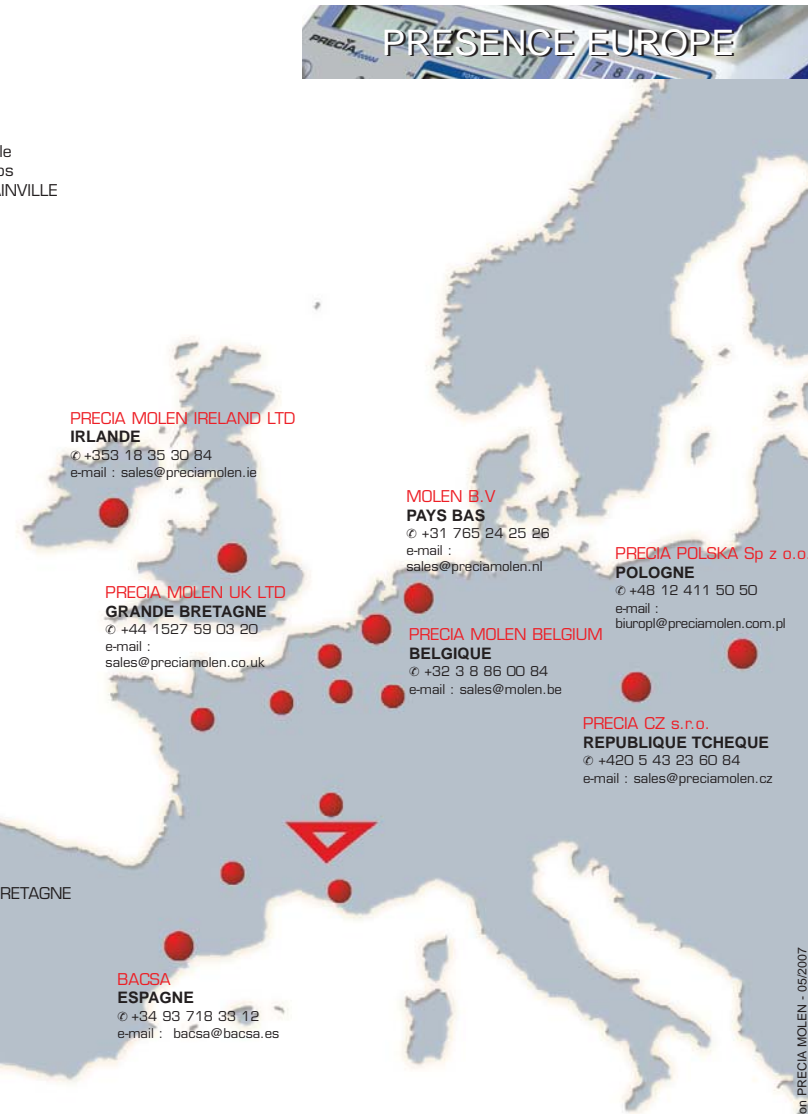 PRESENCE EUROPE
PRECIA
7 8 9
le
os
AINVILLE
PRECIA MOLEN IRELAND LTD
IRLANDE
✆ +353 18 35 30 84
e-mail : sales@preciamolen.ie
MOLEN B.V
PAYS BAS
✆ +31 765 24 25 26
e-mail :
sales@preciamolen.nl
PRECIA POLSKA Sp z o.o.
POLOGNE
✆ +48 12 411 50 50
e-mail :
biuropl@preciamolen.com.pl
PRECIA MOLEN UK LTD
GRANDE BRETAGNE
✆ +44 1527 59 03 20
e-mail :
sales@preciamolen.co.uk
PRECIA MOLEN BELGIUM
BELGIQUE
✆ +32 3 8 86 00 84
e-mail : sales@molen.be
PRECIA CZ s.r.o.
REPUBLIQUE TCHEQUE
✆ +420 5 43 23 60 84
e-mail : sales@preciamolen.cz
RETAGNE
BACSA
ESPAGNE
✆ +34 93 718 33 12
e-mail : bacsa@bacsa.es
on PRECIA MOLEN - 05/2007